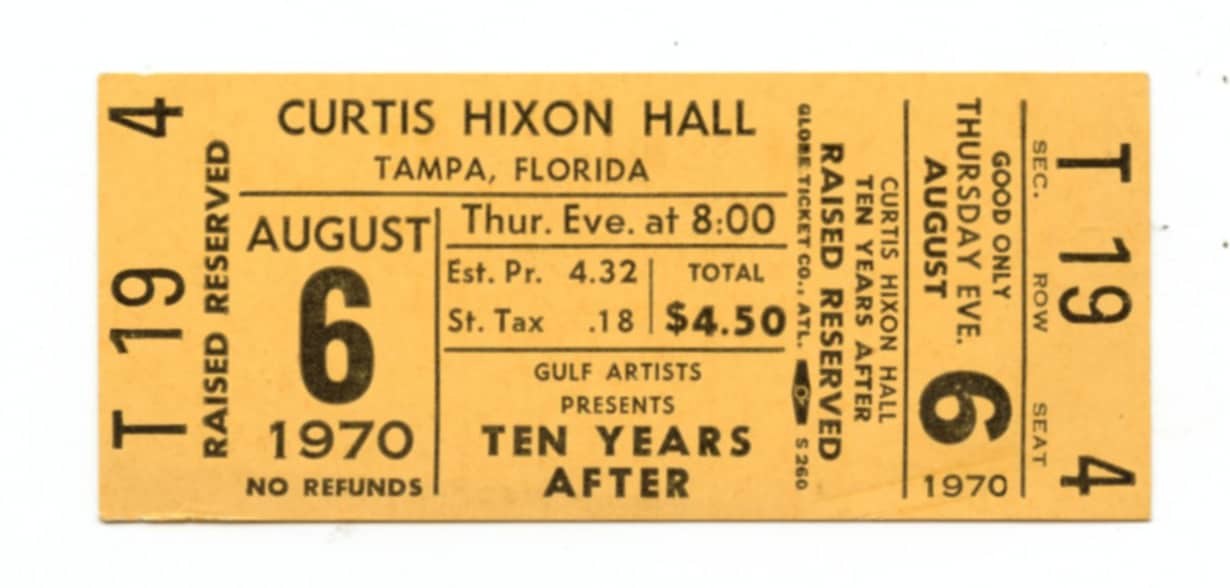 T 19 4
RAISED RESERVED
CURTIS HIXON HALL
TAMPA, FLORIDA
AUGUST
6
1970
NO REFUNDS
Thur. Eve. at 8:00
Est. Pr. 4.32
St. Tax .18
TOTAL
$4.50
GULF ARTISTS
PRESENTS
TEN YEARS
AFTER
GLOBE TICKET CO., ATL. S 260
RAISED RESERVED
TEN YEARS AFTER
CURTIS HIXON HALL
GOOD ONLY
THURSDAY EVE.
AUGUST
6
1970
SEC. ROW SEAT
T 19 4